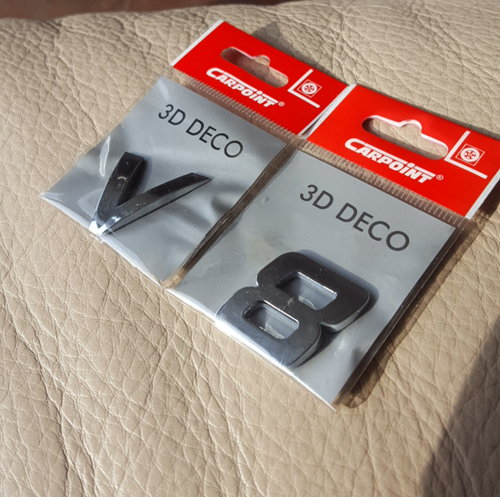 CARPOINT®
3D DECO
V
CARPOINT®
3D DECO
8